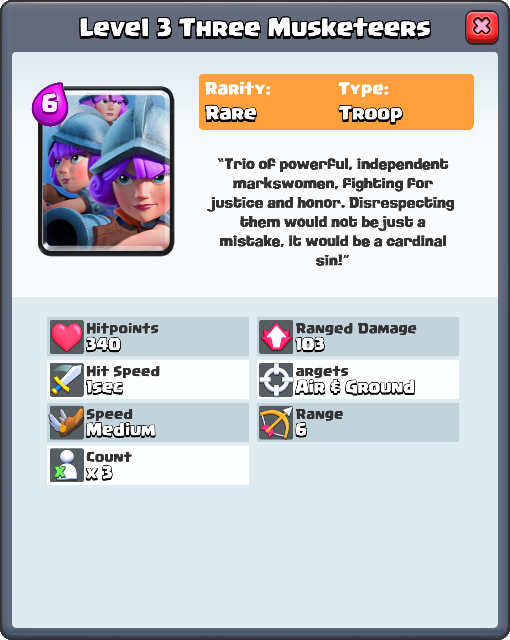 Level 3 Three Musketeers
6
Rarity: Type:
Rare Troop
"Trio of powerful, independent
markswomen, fighting for
justice and honor. Disrespecting
them would not be just a
mistake, it would be a cardinal
sin!"
Hitpoints
340
Ranged Damage
103
Hit Speed
1sec
argets
Air & Ground
Speed
Medium
Range
6
Count
x 3
x